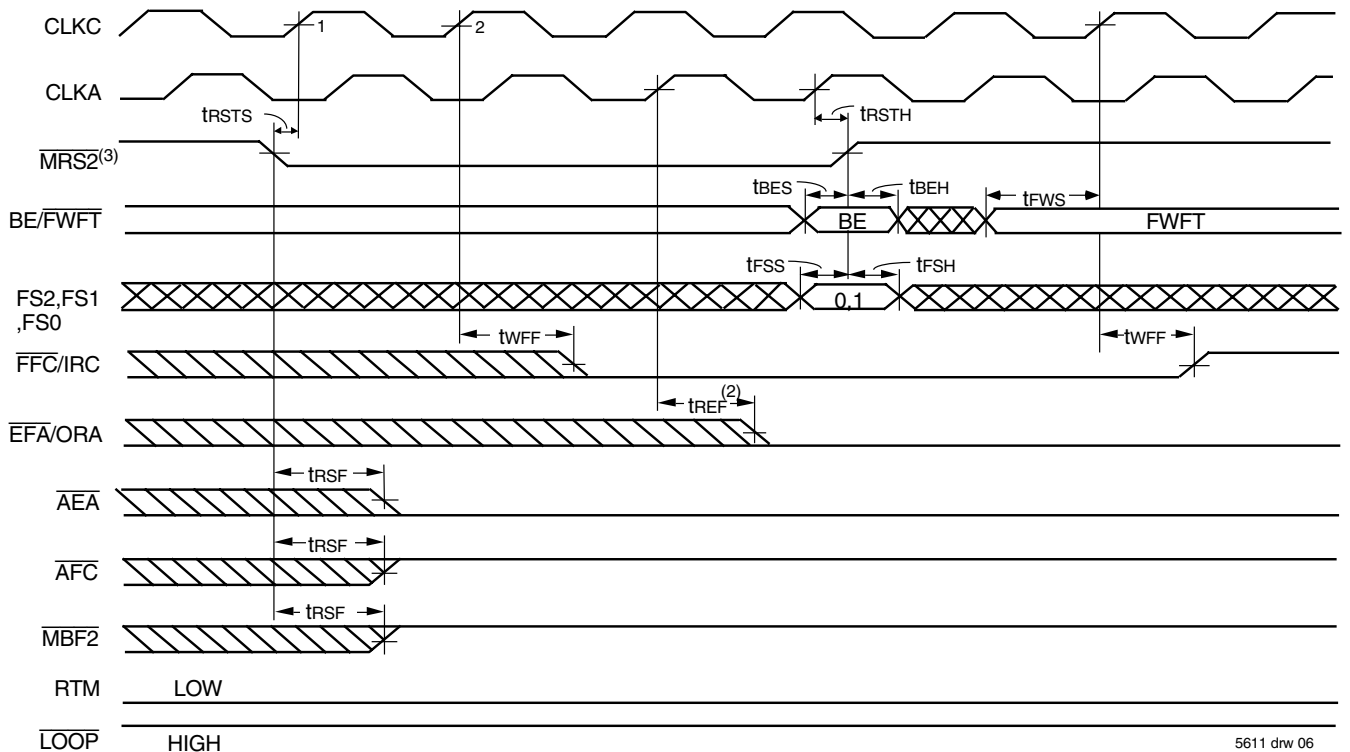 CLKC
1
2
CLKA
tRSTS
tRSTH
MRS2(3)
tBES
tBEH
tFWS
BE/FWFT
BE
FWFT
tFSS
tFSH
FS2,FS1
,FS0
0,1
tWFF
tWFF
FFC/IRC
tREF(2)
EFA/ORA
tRSF
AEA
tRSF
AFC
tRSF
MBF2
RTM
LOW
LOOP
HIGH
5611 drw 06